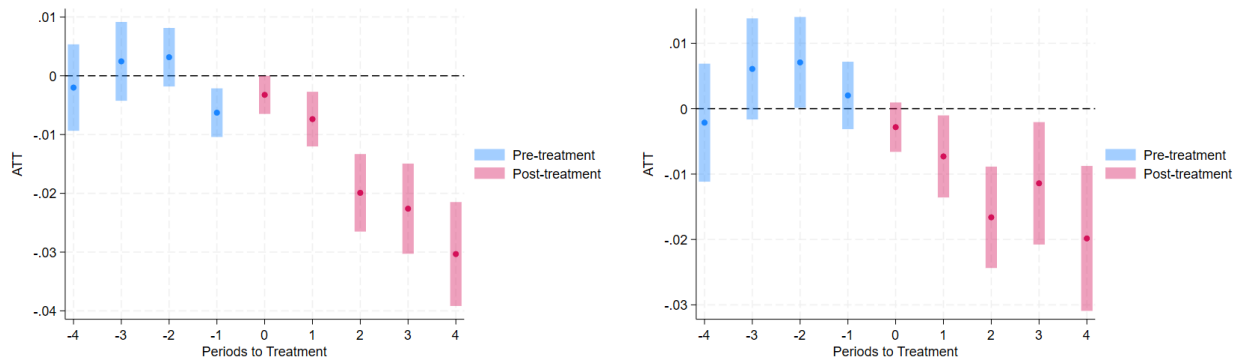 .01
0
-.01
-.02
-.03
-.04
ATT
-4 -3 -2 -1 0 1 2 3 4
Periods to Treatment
Pre-treatment
Post-treatment
.01
0
-.01
-.02
-.03
ATT
-4 -3 -2 -1 0 1 2 3 4
Periods to Treatment
Pre-treatment
Post-treatment